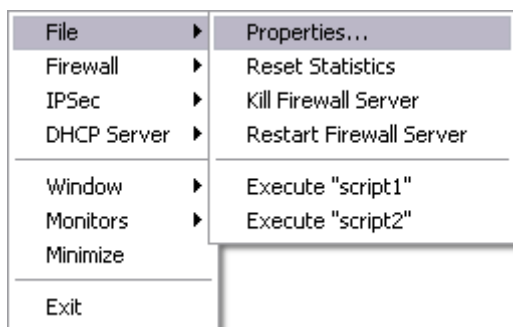 File
Firewall
IPSec
DHCP Server
Window
Monitors
Minimize
Exit
Properties...
Reset Statistics
Kill Firewall Server
Restart Firewall Server
Execute "script1"
Execute "script2"